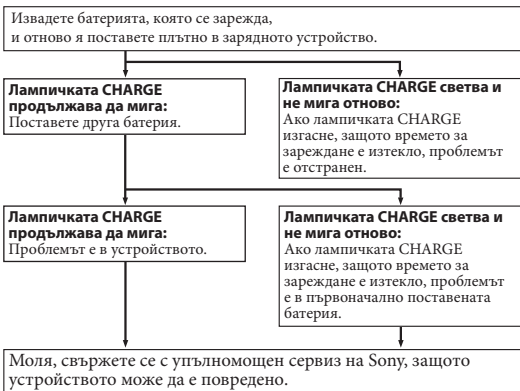 Извадете батерията, която се зарежда,
и отново я поставете плътно в зарядното устройство.
Лампичката CHARGE
продължава да мига:
Поставете друга батерия.
Лампичката CHARGE светва и
не мига отново:
Ако лампичката CHARGE
изгасне, защото времето за
зареждане е изтекло, проблемът
е отстранен.
Лампичката CHARGE
продължава да мига:
Проблемът е в устройството.
Лампичката CHARGE светва и
не мига отново:
Ако лампичката CHARGE
изгасне, защото времето за
зареждане е изтекло, проблемът
е в първоначално поставената
батерия.
Моля, свържете се с упълномощен сервиз на Sony, защото
устройството може да е повредено.